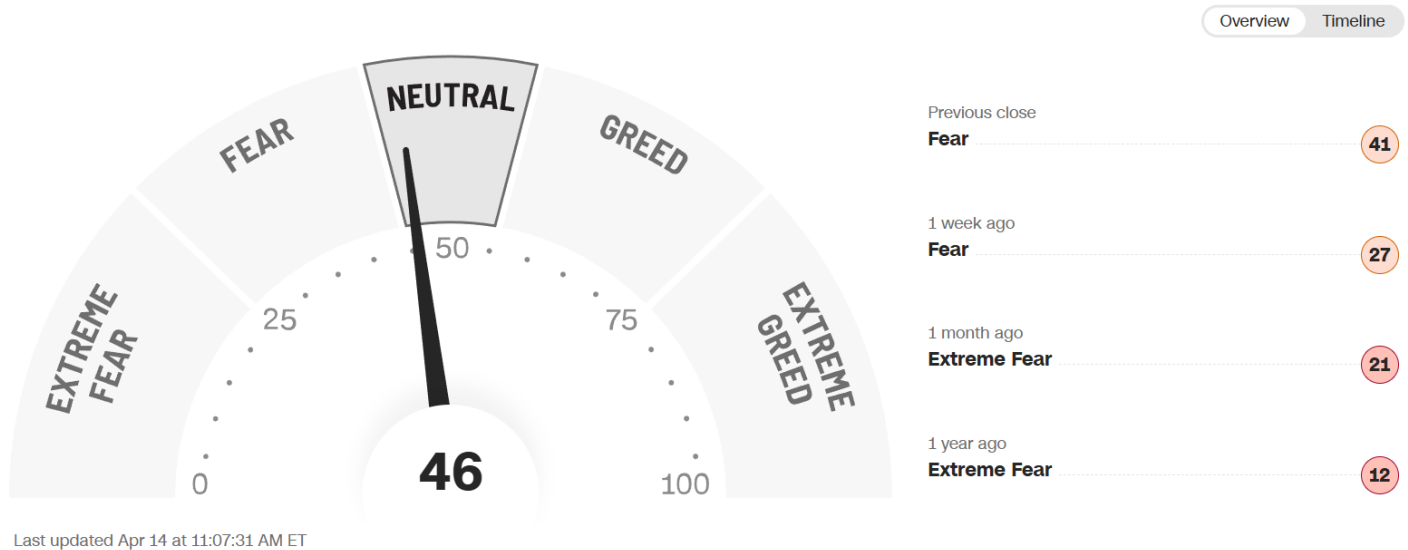 Overview
Timeline
NEUTRAL
FEAR
GREED
EXTREME
FEAR
EXTREME
GREED
0
25
50
75
100
46
Last updated Apr 14 at 11:07:31 AM ET
Previous close
Fear
41
1 week ago
Fear
27
1 month ago
Extreme Fear
21
1 year ago
Extreme Fear
12